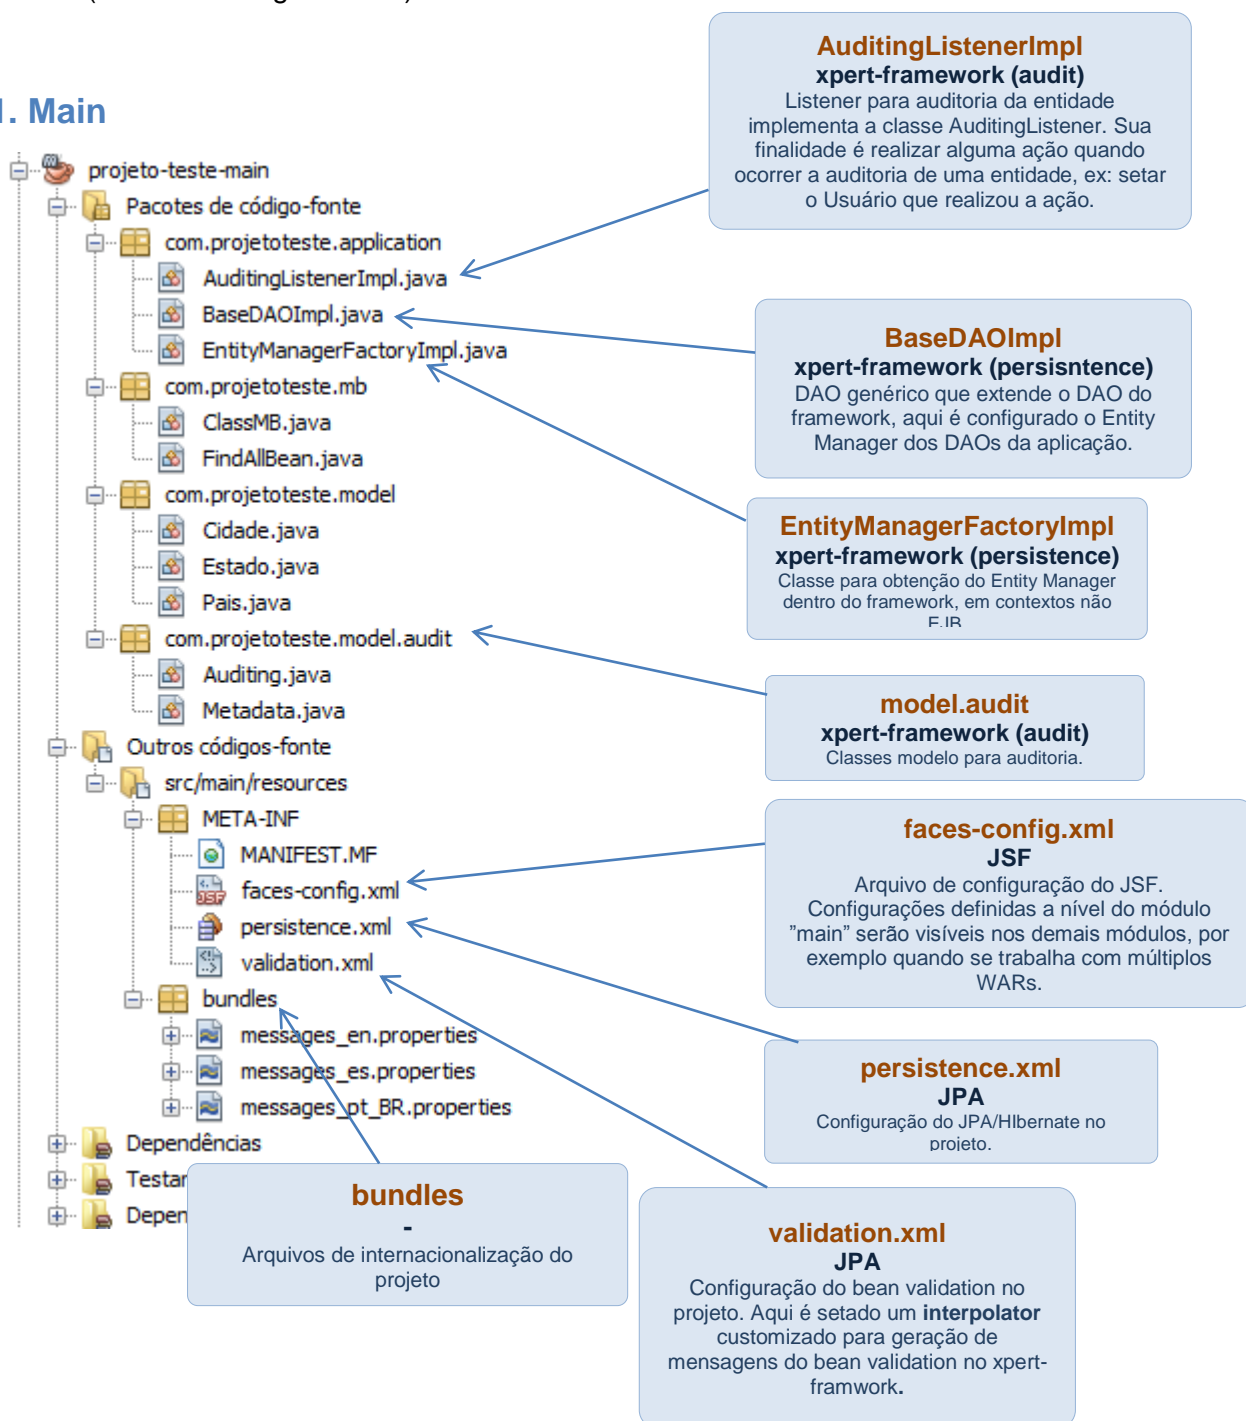 1. Main
projeto-teste-main
Pacotes de código-fonte
com.projetoteste.application
AuditingListenerImpl.java
BaseDAOImpl.java
EntityManagerFactoryImpl.java
com.projetoteste.mb
ClassMB.java
FindAllBean.java
com.projetoteste.model
Cidade.java
Estado.java
Pais.java
com.projetoteste.model.audit
Auditing.java
Metadata.java
Outros códigos-fonte
src/main/resources
META-INF
MANIFEST.MF
faces-config.xml
persistence.xml
validation.xml
bundles
messages_en.properties
messages_es.properties
messages_pt_BR.properties
Dependências
Testar
Depen
AuditingListenerImpl
xpert-framework (audit)
Listener para auditoria da entidade
implementa a classe AuditingListener. Sua
finalidade é realizar alguma ação quando
ocorrer a auditoria de uma entidade, ex: setar
o Usuário que realizou a ação.
BaseDAOImpl
xpert-framework (persisntence)
DAO genérico que extende o DAO do
framework, aqui é configurado o Entity
Manager dos DAOs da aplicação.
EntityManagerFactoryImpl
xpert-framework (persistence)
Classe para obtenção do Entity Manager
dentro do framework, em contextos não
EJB
model.audit
xpert-framework (audit)
Classes modelo para auditoria.
faces-config.xml
JSF
Arquivo de configuração do JSF.
Configurações definidas a nível do módulo
”main” serão visíveis nos demais módulos, por
exemplo quando se trabalha com múltiplos
WARs.
persistence.xml
JPA
Configuração do JPA/HIbernate no
projeto.
bundles
-
Arquivos de internacionalização do
projeto
validation.xml
JPA
Configuração do bean validation no
projeto. Aqui é setado um interpolator
customizado para geração de
mensagens do bean validation no xpert-
framwork.